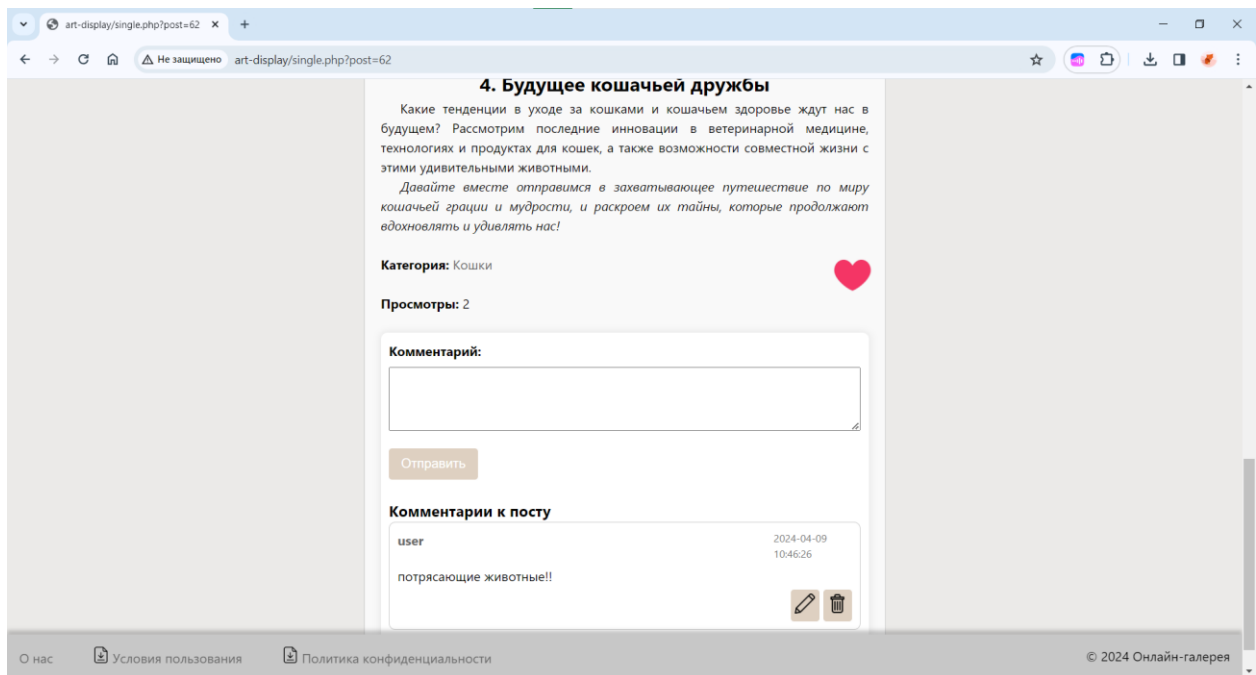 art-display/single.php?post=62
Не защищено art-display/single.php?post=62
4. Будущее кошачьей дружбы
Какие тенденции в уходе за кошками и кошачьем здоровье ждут нас в
будущем? Рассмотрим последние инновации в ветеринарной медицине,
технологиях и продуктах для кошек, а также возможности совместной жизни с
этими удивительными животными.
Давайте вместе отправимся в захватывающее путешествие по миру
кошачьей грации и мудрости, и раскроем их тайны, которые продолжают
вдохновлять и удивлять нас!
Категория: Кошки
Просмотры: 2
Комментарий:
Отправить
Комментарии к посту
user 2024-04-09
10:46:26
потрясающие животные!!
О нас Условия пользования Политика конфиденциальности © 2024 Онлайн-галерея